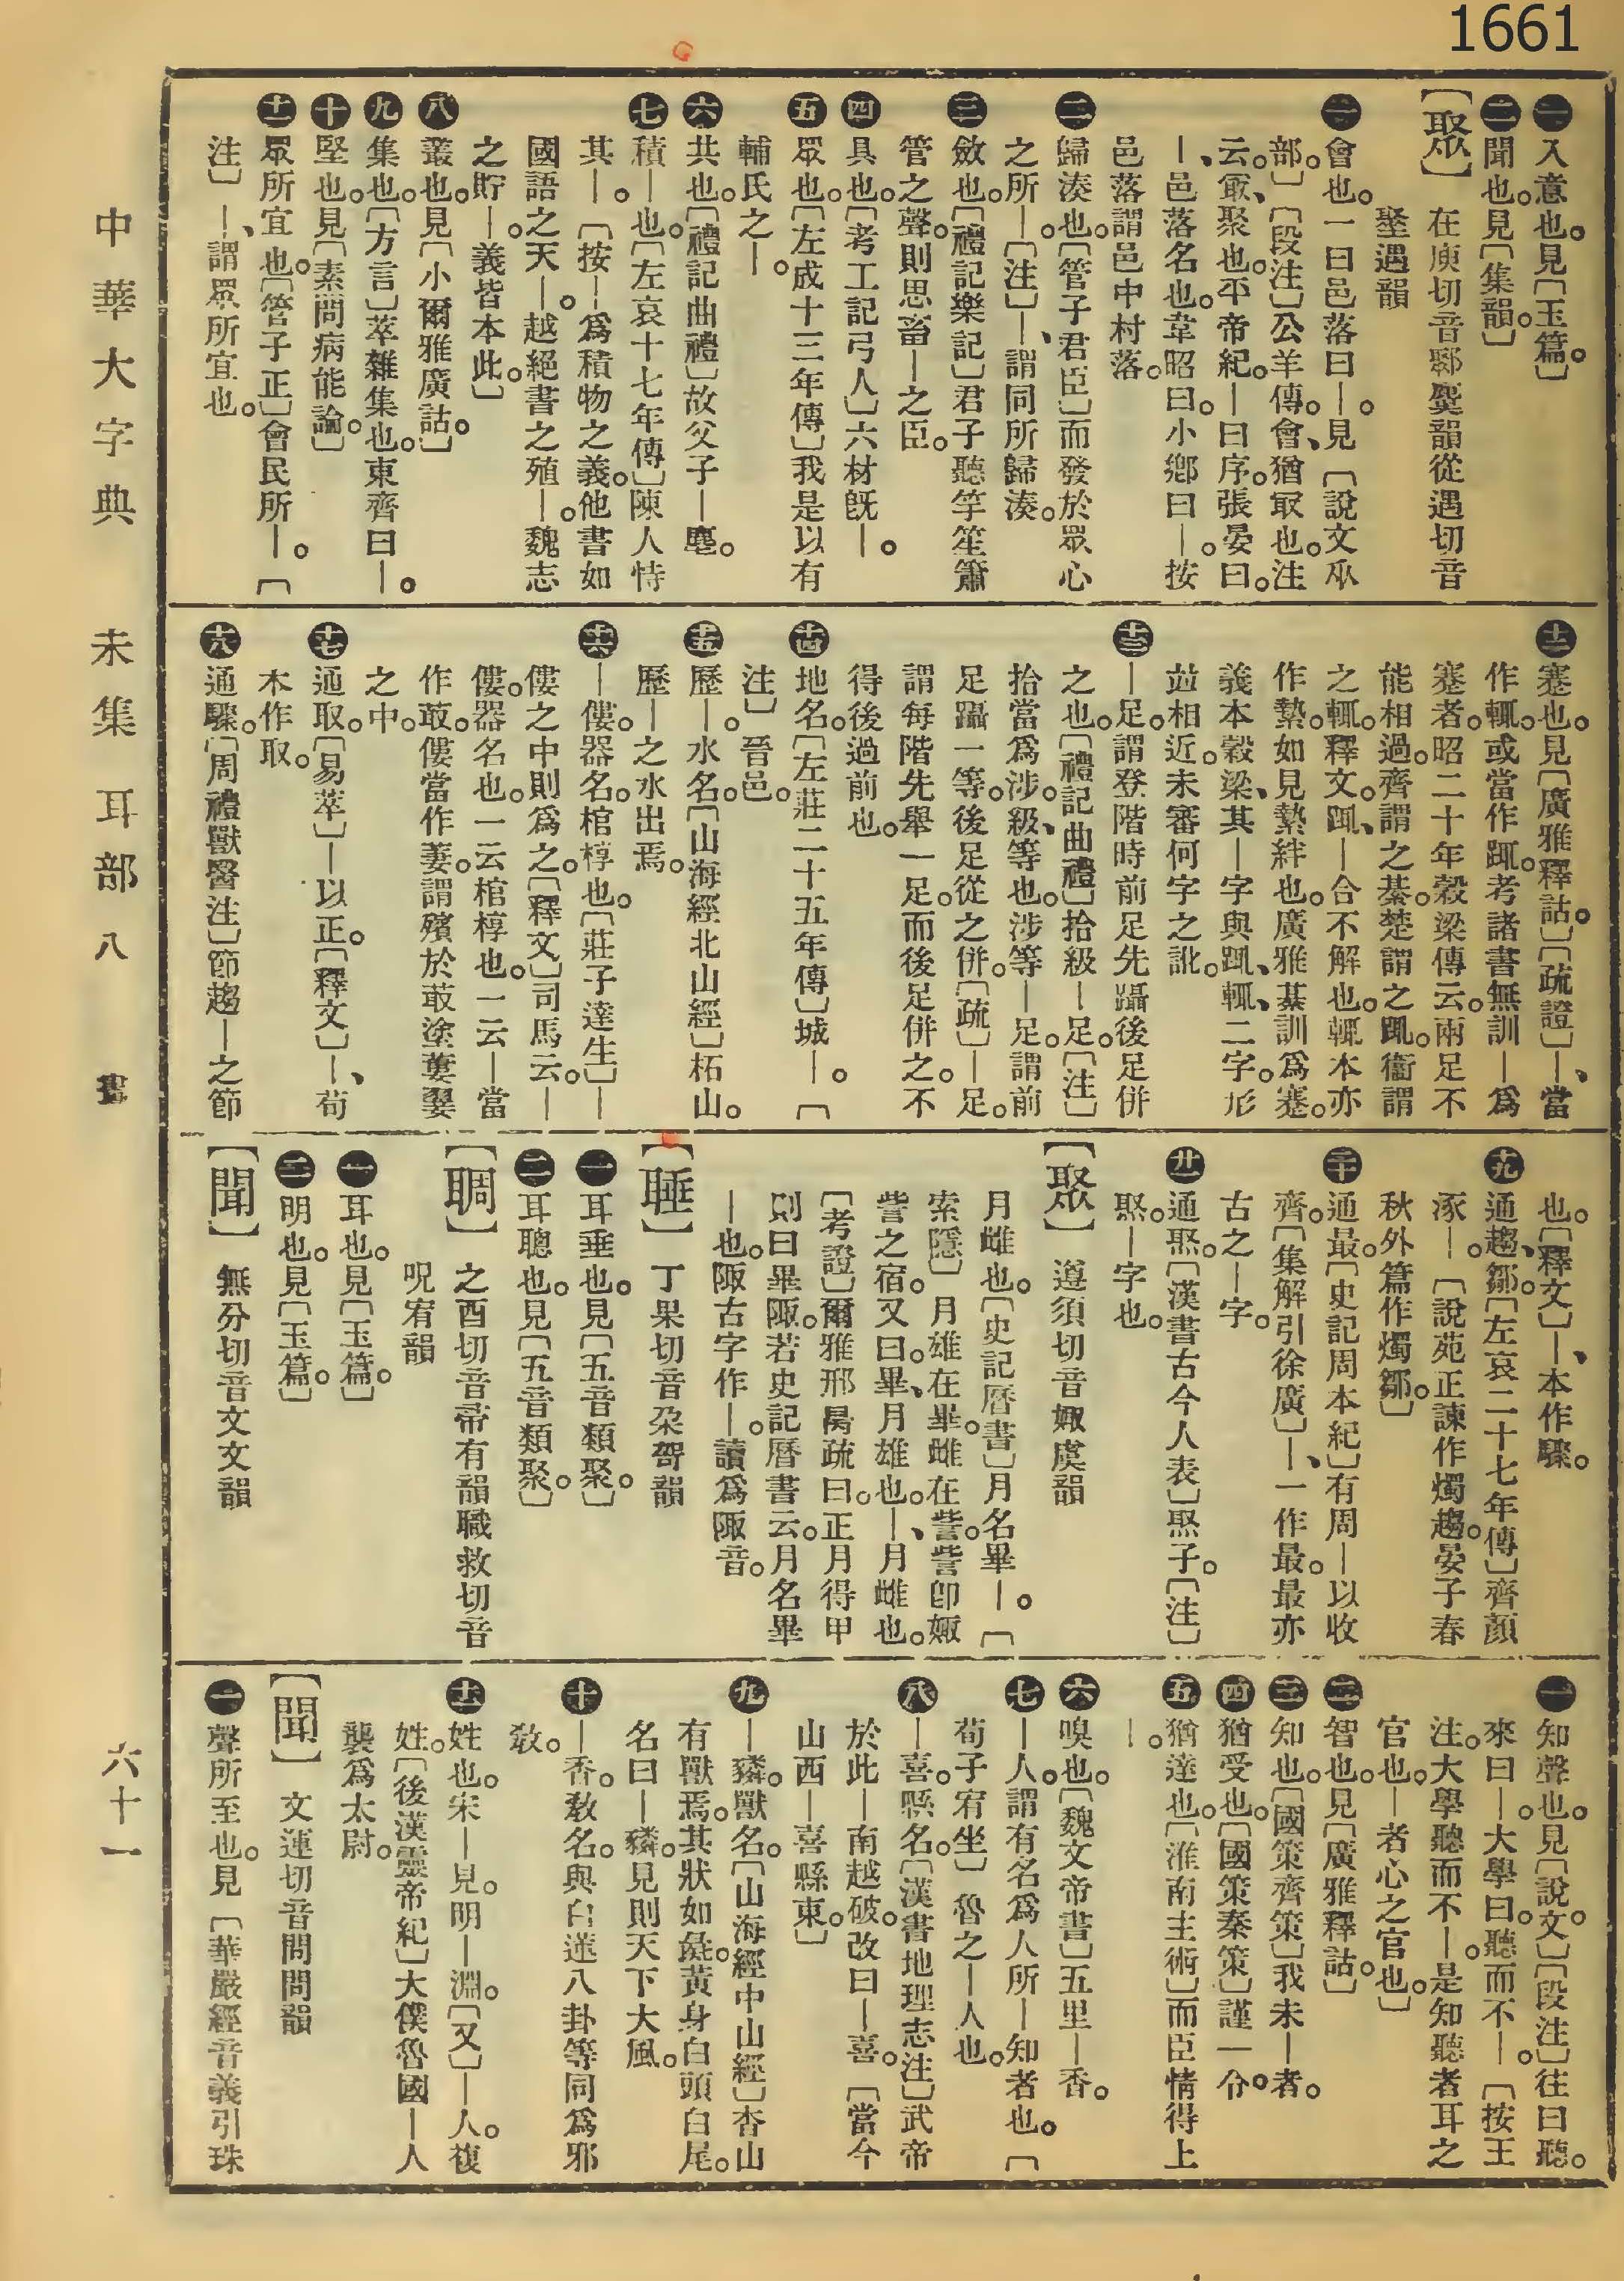 1661
㊀入意也。見〔玉篇。〕
㊁聞也。見〔集韻。〕
【聚】在庾切音鄹麌韻從遇切音
堅遇韻
㊀會也。一曰邑落曰｜。見〔說文㐺
部。〕〔段注〕公羊傳。會、猶取也。注
云。冣、聚也。平帝紀。｜曰序。張晏曰。
｜、邑落名也。韋昭曰。小鄉曰｜。按
邑落謂邑中村落。
㊁歸湊也。〔管子君臣〕而發於眾心
之所｜。〔注〕｜、謂同所歸湊。
㊂斂也。〔禮記樂記〕君子聽竽笙簫
管之聲。則思畜｜之臣。
㊃具也。〔考工記弓人〕六材旣｜。
㊄眾也。〔左成十三年傳〕我是以有
輔氏之｜。
㊅共也。〔禮記曲禮〕故父子｜麀。
㊆積｜也。〔左哀十七年傳〕陳人恃
其｜。〔按｜爲積物之義。他書如
國語之天｜。越絕書之殖｜。魏志
之貯｜。義皆本此。〕
㊇叢也。見〔小爾雅廣詁。〕
㊈集也。〔方言〕萃雜集也。東齊曰｜。
㊉堅也。見〔素問病能論。〕
十一 眾所宜也。〔管子正〕會民所｜。〔
注〕｜、謂眾所宜也。
十二 蹇也。見〔廣雅釋詁。〕〔疏證〕｜、當
作輒。或當作踂。考諸書無訓｜爲
蹇者。昭二十年穀梁傳云。兩足不
能相過。齊謂之綦。楚謂之踂。衞謂
之輒。釋文。踂、｜合不解也。輒本亦
作縶。如見縶絆也。廣雅綦訓爲蹇。
義本穀梁、其｜字與踂、輒二字。形
並相近。未審何字之訛。
十三 ｜足。謂登階時前足先躡後足併
之也。〔禮記曲禮〕拾級｜足。〔注〕
拾當爲涉。級、等也。涉等｜足。謂前
足躡一等。後足從之併。〔疏〕｜足。
謂每階先舉一足。而後足併之。不
得後過前也。
十四 地名。〔左莊二十五年傳〕城｜。〔
注〕晉邑。
十五 歷｜。水名。〔山海經北山經〕柘山。
歷｜之水出焉。
十六 ｜僂。器名。棺椁也。〔莊子達生〕｜
僂之中則爲之。〔釋文〕司馬云。｜
僂。器名也。一云棺椁也。一云｜當
作菆。僂當作蔞。謂殯於菆塗蔞翣
之中。
十七 通取。〔易萃〕｜以正。〔釋文〕｜、荀
木作取。
十八 通驟。〔周禮獸醫注〕節趨｜之節
也。〔釋文〕｜、本作驟。
十九 通趨、鄒。〔左哀二十七年傳〕齊顏
涿｜。〔說苑正諫作燭趨。晏子春
秋外篇作燭鄒。〕
二十 通最。〔史記周本紀〕有周｜以收
齊。〔集解引徐廣〕｜、一作最。最亦
古之｜字。
廿一 通焣。〔漢書古今人表〕焣子。〔注〕
焣。｜字也。
【聚】遵須切音娵虞韻
月雌也。〔史記曆書〕月名畢｜。〔
索隱〕月雄在畢。雌在訾。訾卽娵
訾之宿。又曰。畢、月雄也。｜、月雌也。
〔考證〕爾雅邢昺疏曰。正月得甲
則曰畢陬。若史記曆書云。月名畢
｜也。陬古字作｜。讀爲陬音。
【䐣】丁果切音朶哿韻
㊀耳垂也。見〔五音類聚。〕
㊁耳聰也。見〔五音類聚。〕
【䎺】之酉切音帚有韻職救切音
呪宥韻
㊀耳也。見〔玉篇。〕
㊁明也。見〔玉篇。〕
【聞】無分切音文文韻
㊀知聲也。見〔說文。〕〔段注〕往曰聽。
來曰｜。大學曰。聽而不｜。〔按王
注。大學聽而不｜。是知聽者耳之
官也。｜者心之官也。〕
㊁智也。見〔廣雅釋詁。〕
㊂知也。〔國策齊策〕我未｜者。
㊃猶受也。〔國策秦策〕謹｜令。
㊄猶達也。〔淮南主術〕而臣情得上
｜。
㊅嗅也。〔魏文帝書〕五里｜香。
㊆｜人。謂有名爲人所｜知者也。〔
荀子宥坐〕魯之｜人也。
㊇｜喜。縣名。〔漢書地理志注〕武帝
於此｜南越破。改曰｜喜。〔當今
山西｜喜縣東。〕
㊈｜獜。獸名。〔山海經中山經〕杳山
有獸焉。其狀如彘。黃身白頭白尾。
名曰｜獜。見則天下大風。
㊉｜香。敎名。與白蓮八卦等同爲邪
敎。
十一 姓也。宋｜見。明｜淵。〔又〕｜人。複
姓。〔後漢靈帝紀〕大僕魯國｜人
襲爲太尉。
【聞】文運切音問問韻
㊀聲所至也。見〔華嚴經音義引珠
中華大字典 未集 耳部 八畫
六十一